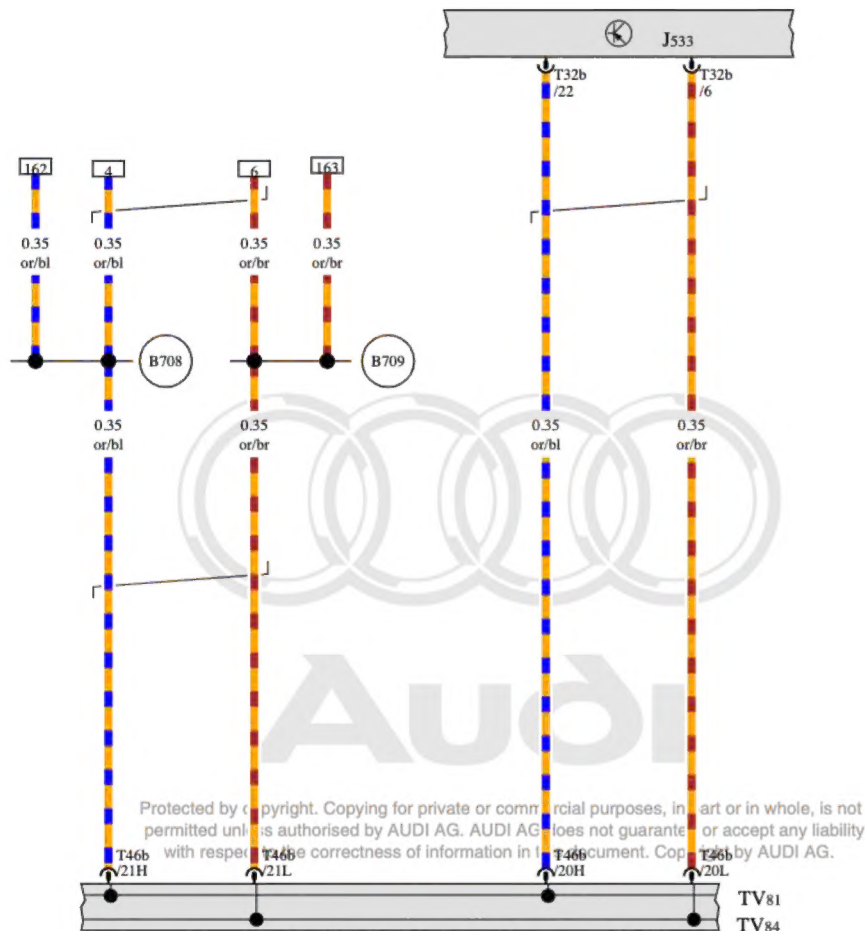 J533
T32b
/22
T32b
/6
162
4
6
163
0.35
or/bl
0.35
or/bl
0.35
or/br
0.35
or/br
B708
B709
0.35
or/bl
0.35
or/br
0.35
or/bl
0.35
or/br
Audi
Protected by copyright. Copying for private or commercial purposes, in part or in whole, is not
permitted unless authorised by AUDI AG. AUDI AG does not guarantee or accept any liability
with respect to the correctness of information in this document. Copyright by AUDI AG.
T46b
/21H
T46b
/21L
T46b
/20H
T46b
/20L
TV81
TV84